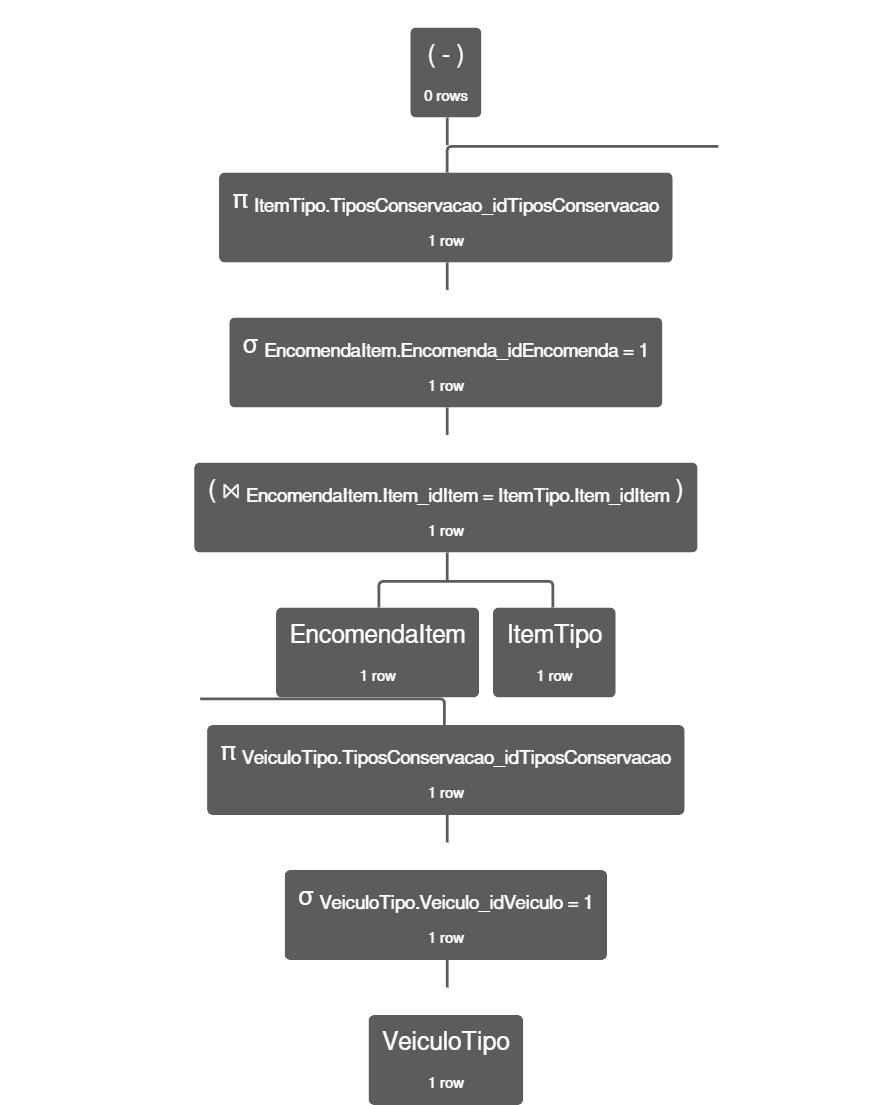 ( - )
0 rows
π ItemTipo.TiposConservacao_idTiposConservacao
1 row
σ EncomendaItem.Encomenda_idEncomenda = 1
1 row
( ⋈ EncomendaItem.Item_idItem = ItemTipo.Item_idItem )
1 row
EncomendaItem
1 row
ItemTipo
1 row
π VeiculoTipo.TiposConservacao_idTiposConservacao
1 row
σ VeiculoTipo.Veiculo_idVeiculo = 1
1 row
VeiculoTipo
1 row